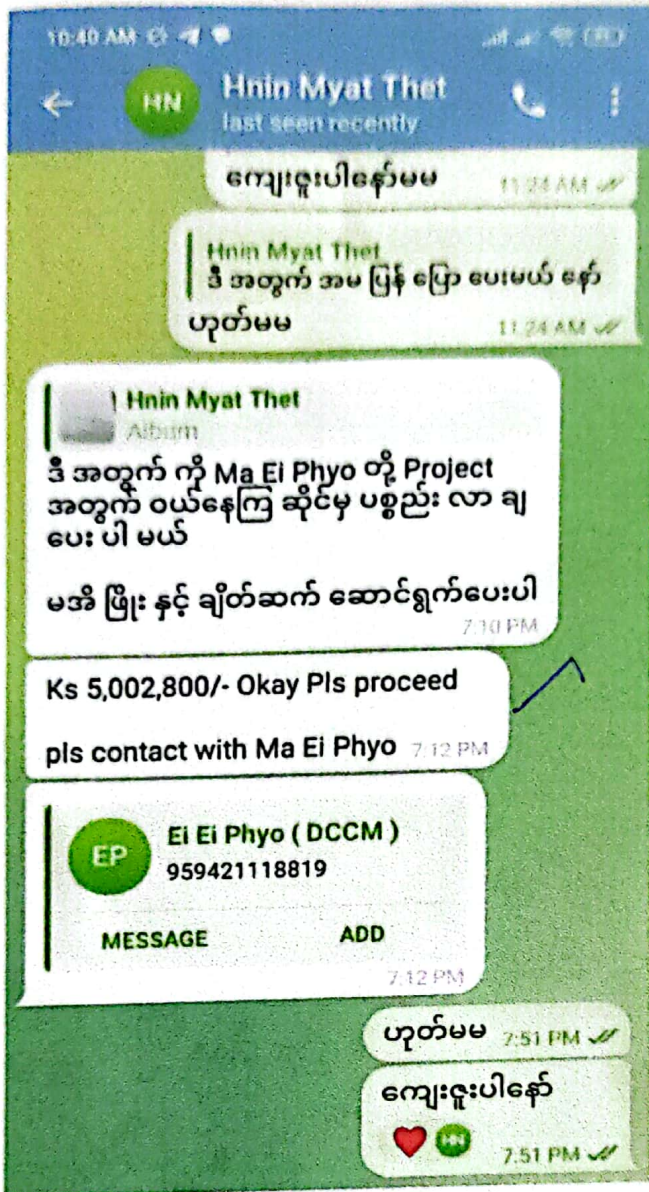 10:40 AM
HN
Hnin Myat Thet
last seen recently
ကျေးဇူးပါနော်မမ
11:24 AM
Hnin Myat Thet
ဒီ အတွက် အမ ပြန် ပြော ပေးမယ် နော်
ဟုတ်မမ
11:24 AM
Hnin Myat Thet
Album
ဒီ အတွက် ကို Ma Ei Phyo တို့ Project
အတွက် ဝယ်နေကြ ဆိုင်မှ ပစ္စည်း လာ ချ
ပေး ပါ မယ်
မအိ ဖြိုး နှင့် ချိတ်ဆက် ဆောင်ရွက်ပေးပါ
7:10 PM
Ks 5,002,800/- Okay Pls proceed
pls contact with Ma Ei Phyo 7:12 PM
EP
Ei Ei Phyo ( DCCM )
959421118819
MESSAGE ADD
7:12 PM
ဟုတ်မမ 7:51 PM
ကျေးဇူးပါနော်
HN
7:51 PM